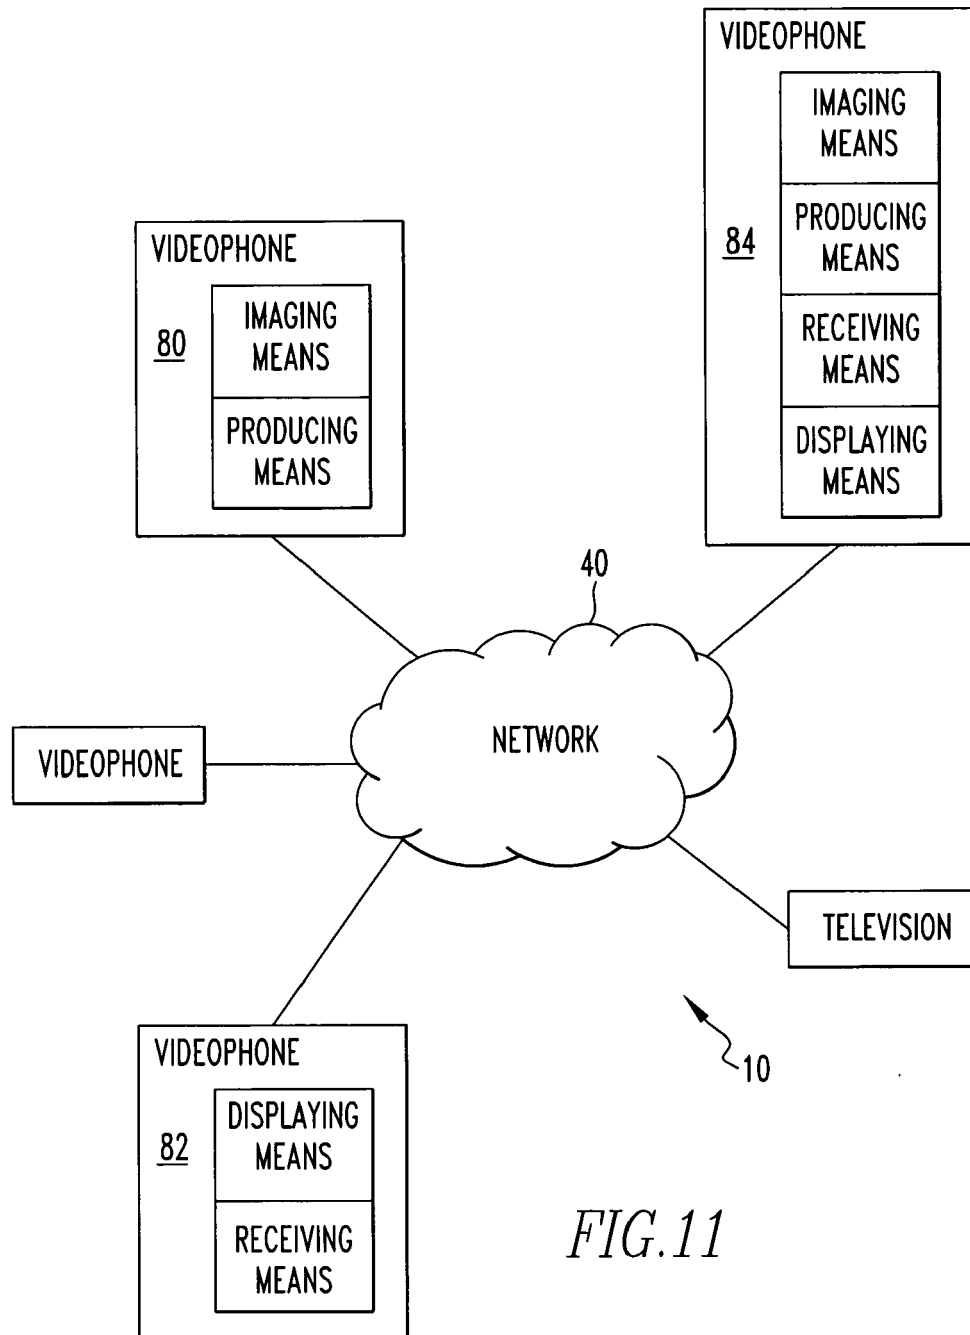 VIDEOPHONE
84
IMAGING
MEANS
PRODUCING
MEANS
RECEIVING
MEANS
DISPLAYING
MEANS
VIDEOPHONE
80
IMAGING
MEANS
PRODUCING
MEANS
40
NETWORK
VIDEOPHONE
TELEVISION
10
VIDEOPHONE
82
DISPLAYING
MEANS
RECEIVING
MEANS
FIG.11